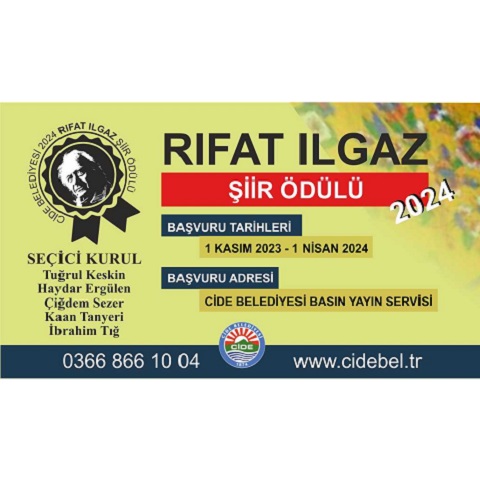 CİDE BELEDİYESİ 2024 RIFAT ILGAZ ŞİİR ÖDÜLÜ
RIFAT ILGAZ
ŞİİR ÖDÜLÜ
2024
BAŞVURU TARİHLERİ
1 KASIM 2023 - 1 NİSAN 2024
BAŞVURU ADRESİ
CİDE BELEDİYESİ BASIN YAYIN SERVİSİ
SEÇİCİ KURUL
Tuğrul Keskin
Haydar Ergülen
Çiğdem Sezer
Kaan Tanyeri
İbrahim Tığ
0366 866 10 04
CİDE
www.cidebel.tr